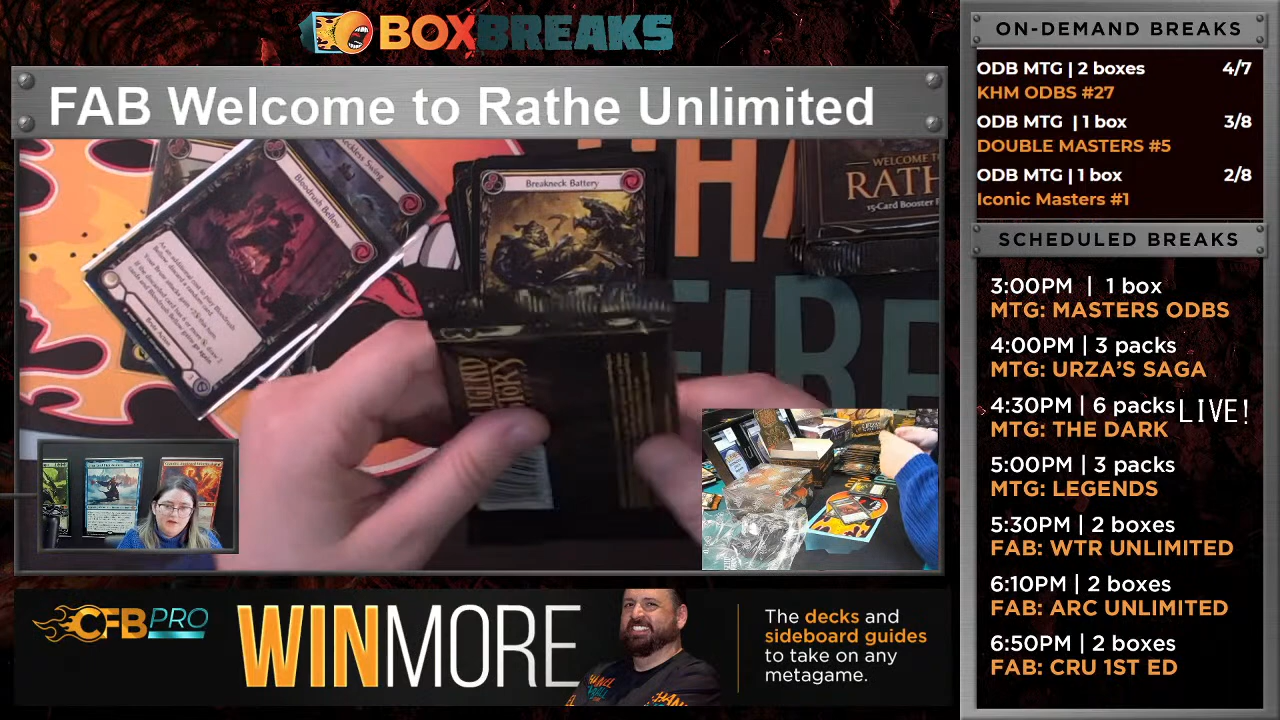 BOXBREAKS
FAB Welcome to Rathe Unlimited
Reckless Swing
Bloodrush Bellow
Breakneck Battery
WELCOME TO
RATH
15-Card Booster
CFB PRO
WINMORE
The decks and
sideboard guides
to take on any
metagame.
ON-DEMAND BREAKS
ODB MTG | 2 boxes 4/7
KHM ODBS #27
ODB MTG | 1 box 3/8
DOUBLE MASTERS #5
ODB MTG | 1 box 2/8
Iconic Masters #1
SCHEDULED BREAKS
3:00PM | 1 box
MTG: MASTERS ODBS
4:00PM | 3 packs
MTG: URZA'S SAGA
4:30PM | 6 packs LIVE!
MTG: THE DARK
5:00PM | 3 packs
MTG: LEGENDS
5:30PM | 2 boxes
FAB: WTR UNLIMITED
6:10PM | 2 boxes
FAB: ARC UNLIMITED
6:50PM | 2 boxes
FAB: CRU 1ST ED